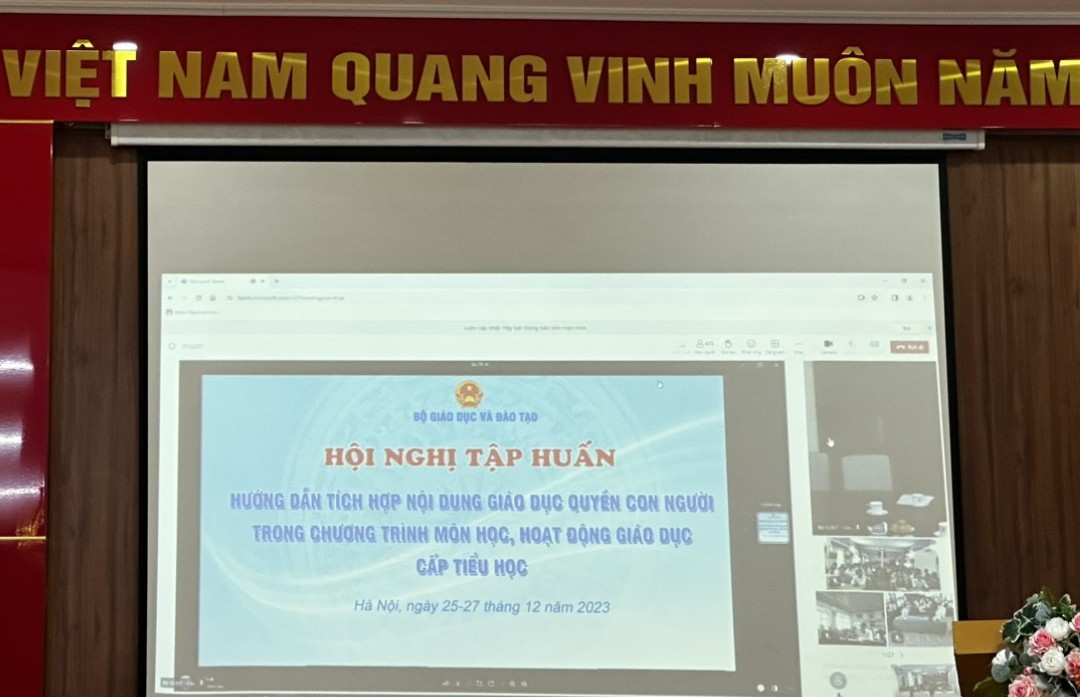 VIỆT NAM QUANG VINH MUÔN NĂM
BỘ GIÁO DỤC VÀ ĐÀO TẠO
HỘI NGHỊ TẬP HUẤN
HƯỚNG DẪN TÍCH HỢP NỘI DUNG GIÁO DỤC QUYỀN CON NGƯỜI
TRONG CHƯƠNG TRÌNH MÔN HỌC, HOẠT ĐỘNG GIÁO DỤC
CẤP TIỂU HỌC
Hà Nội, ngày 25-27 tháng 12 năm 2023